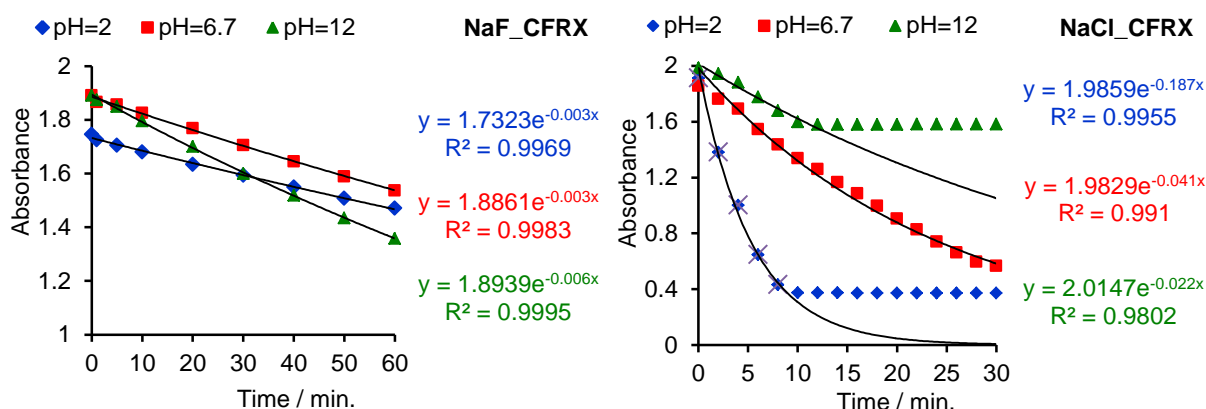 pH=2 pH=6.7 pH=12 NaF_CFRX
2
1.8
1.6
1.4
1.2
1
Absorbance
0 10 20 30 40 50 60
Time / min.
y = 1.7323e^-0.003x
R² = 0.9969
y = 1.8861e^-0.003x
R² = 0.9983
y = 1.8939e^-0.006x
R² = 0.9995
pH=2 pH=6.7 pH=12 NaCl_CFRX
2
1.6
1.2
0.8
0.4
0
Absorbance
0 5 10 15 20 25 30
Time / min.
y = 1.9859e^-0.187x
R² = 0.9955
y = 1.9829e^-0.041x
R² = 0.991
y = 2.0147e^-0.022x
R² = 0.9802